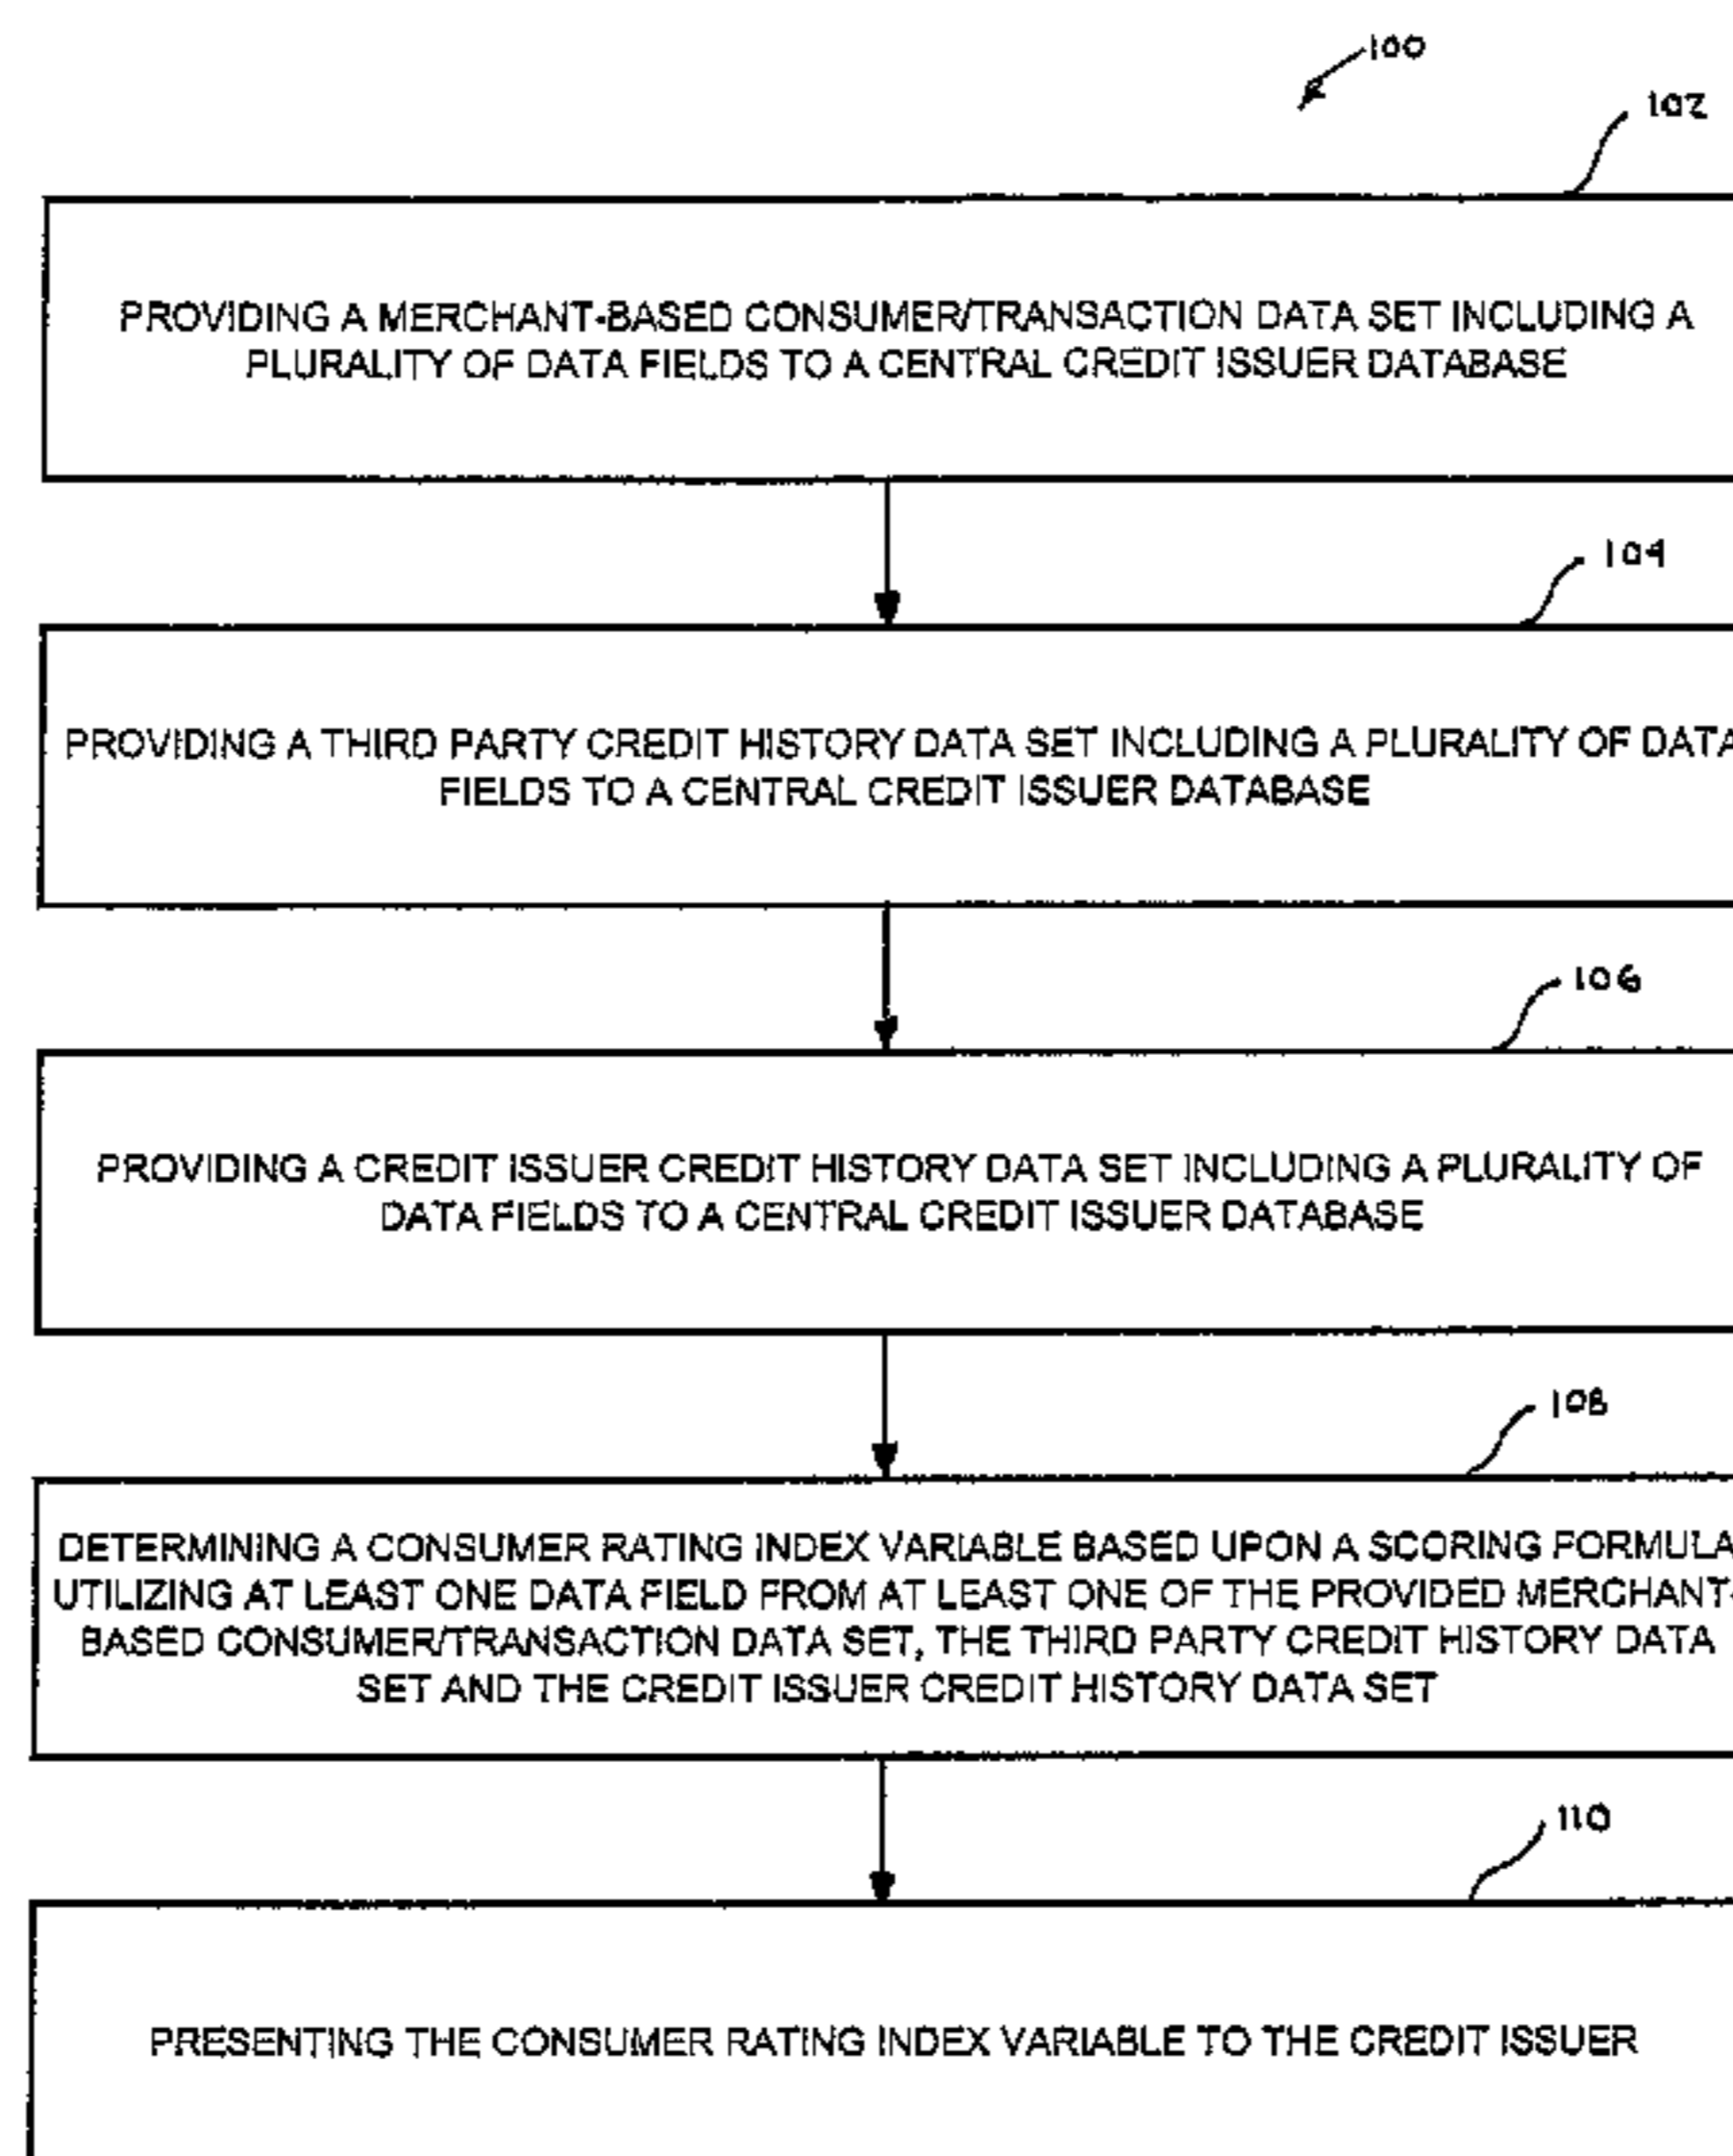 100
102
PROVIDING A MERCHANT-BASED CONSUMER/TRANSACTION DATA SET INCLUDING A
PLURALITY OF DATA FIELDS TO A CENTRAL CREDIT ISSUER DATABASE
104
PROVIDING A THIRD PARTY CREDIT HISTORY DATA SET INCLUDING A PLURALITY OF DATA
FIELDS TO A CENTRAL CREDIT ISSUER DATABASE
106
PROVIDING A CREDIT ISSUER CREDIT HISTORY DATA SET INCLUDING A PLURALITY OF
DATA FIELDS TO A CENTRAL CREDIT ISSUER DATABASE
108
DETERMINING A CONSUMER RATING INDEX VARIABLE BASED UPON A SCORING FORMULA
UTILIZING AT LEAST ONE DATA FIELD FROM AT LEAST ONE OF THE PROVIDED MERCHANT-
BASED CONSUMER/TRANSACTION DATA SET, THE THIRD PARTY CREDIT HISTORY DATA
SET AND THE CREDIT ISSUER CREDIT HISTORY DATA SET
110
PRESENTING THE CONSUMER RATING INDEX VARIABLE TO THE CREDIT ISSUER